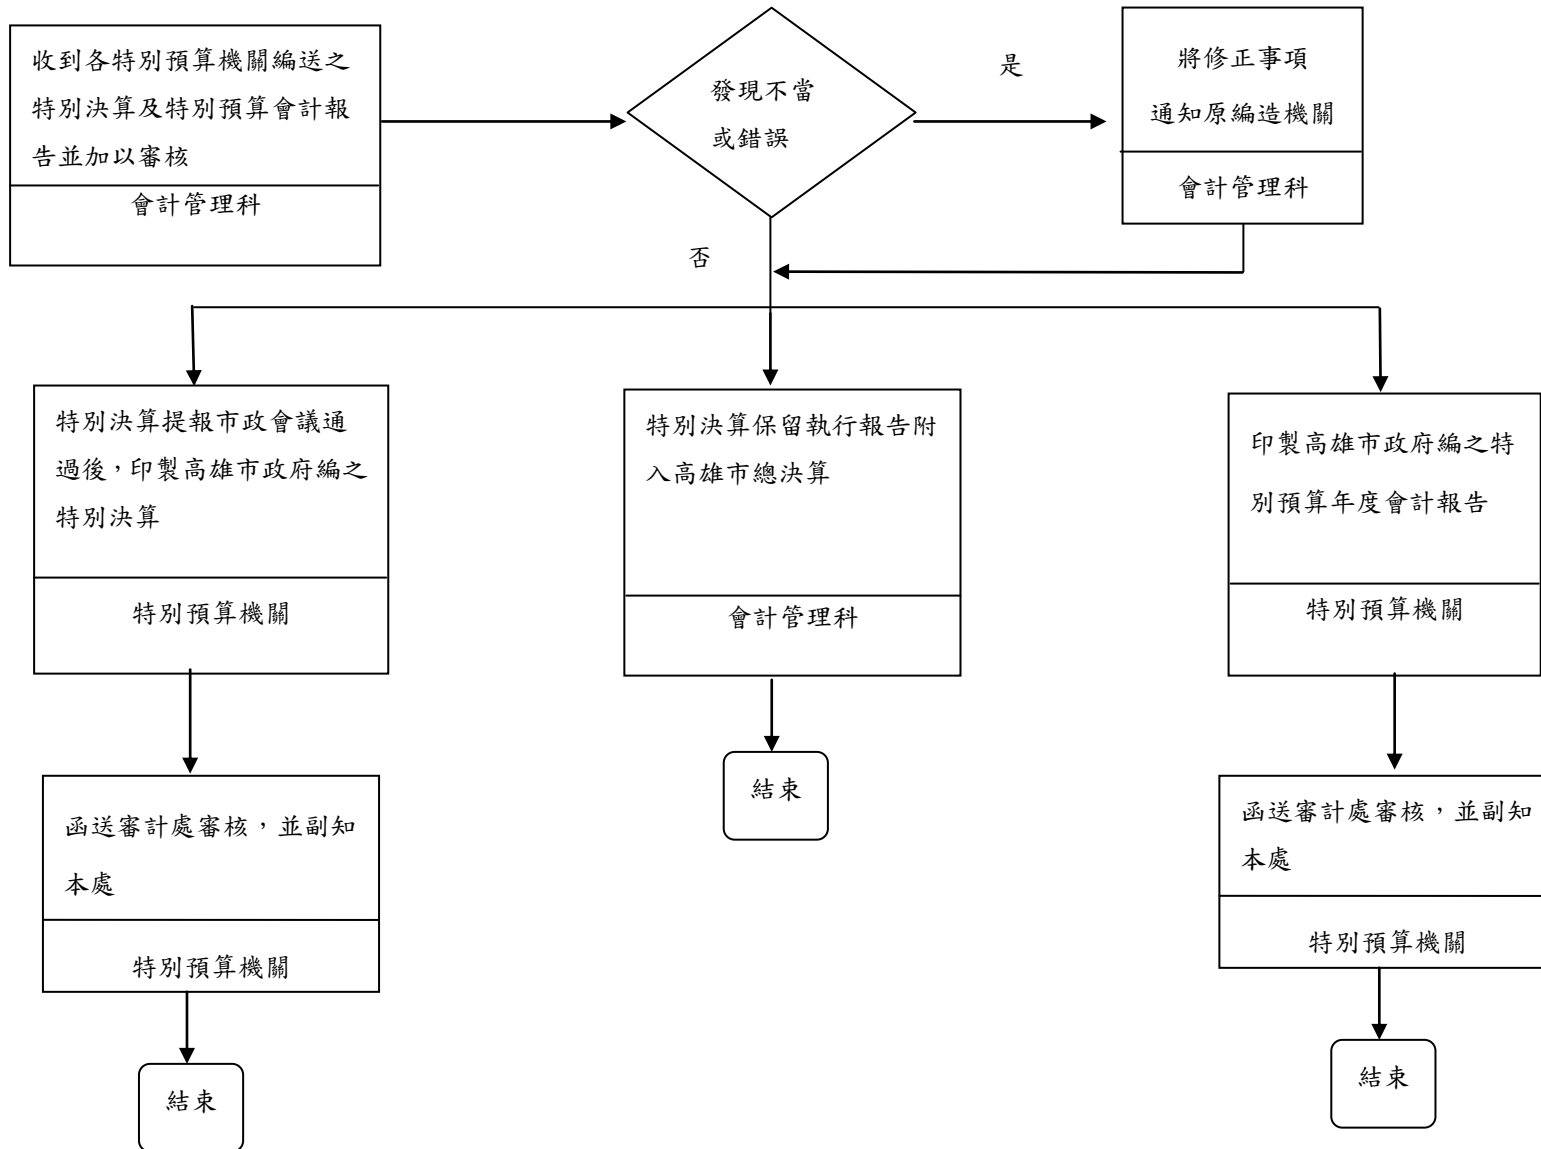 收到各特別預算機關編送之
特別決算及特別預算會計報
告並加以審核
會計管理科
發現不當
或錯誤
是
將修正事項
通知原編造機關
會計管理科
否
特別決算提報市政會議通
過後，印製高雄市政府編之
特別決算
特別預算機關
特別決算保留執行報告附
入高雄市總決算
會計管理科
印製高雄市政府編之特
別預算年度會計報告
特別預算機關
函送審計處審核，並副知
本處
特別預算機關
結束
結束
函送審計處審核，並副知
本處
特別預算機關
結束